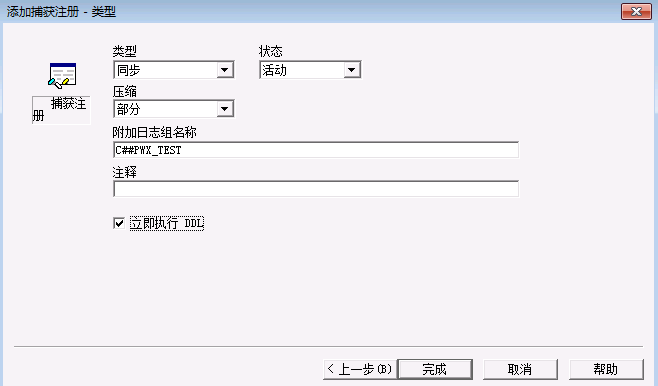 添加捕获注册 - 类型
类型
状态
同步
活动
捕获注
册
压缩
部分
附加日志组名称
C##PWX_TEST
注释
立即执行 DDL
< 上一步(B)
完成
取消
帮助